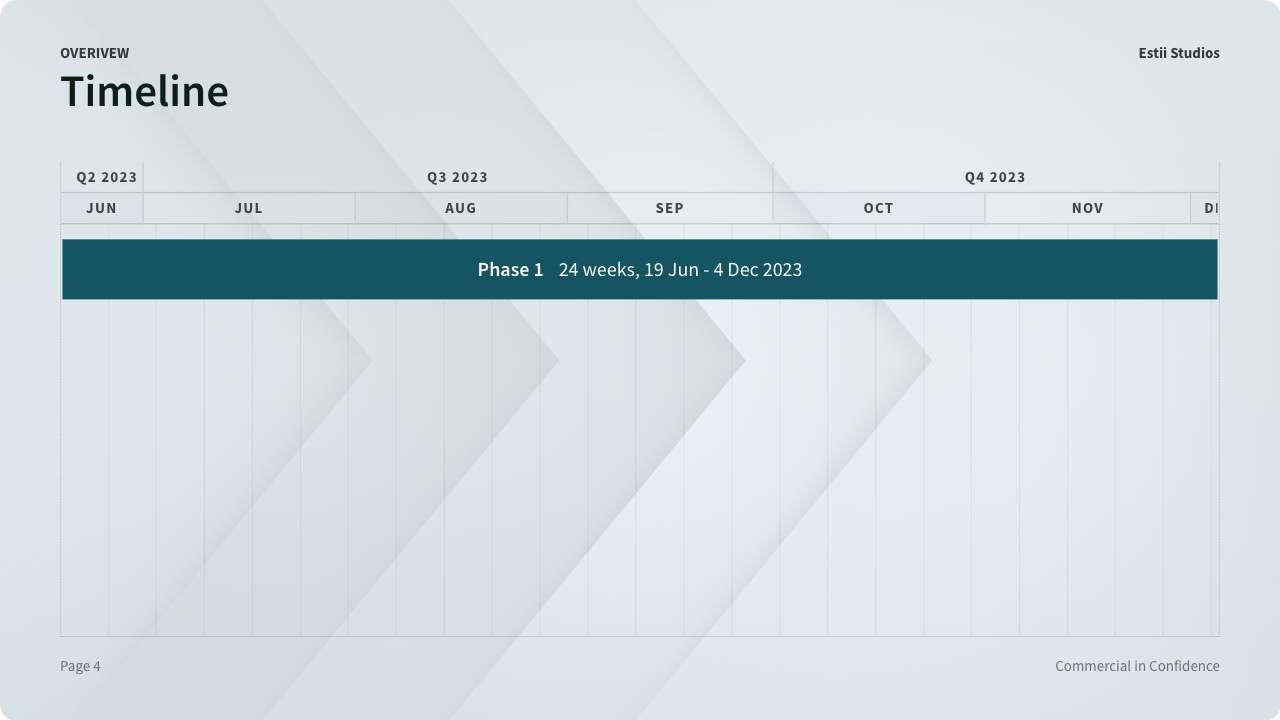 OVERIVEW
Estii Studios
Timeline
Q2 2023 Q3 2023 Q4 2023
JUN JUL AUG SEP OCT NOV
Phase 1 24 weeks, 19 Jun - 4 Dec 2023
Page 4
Commercial in Confidence